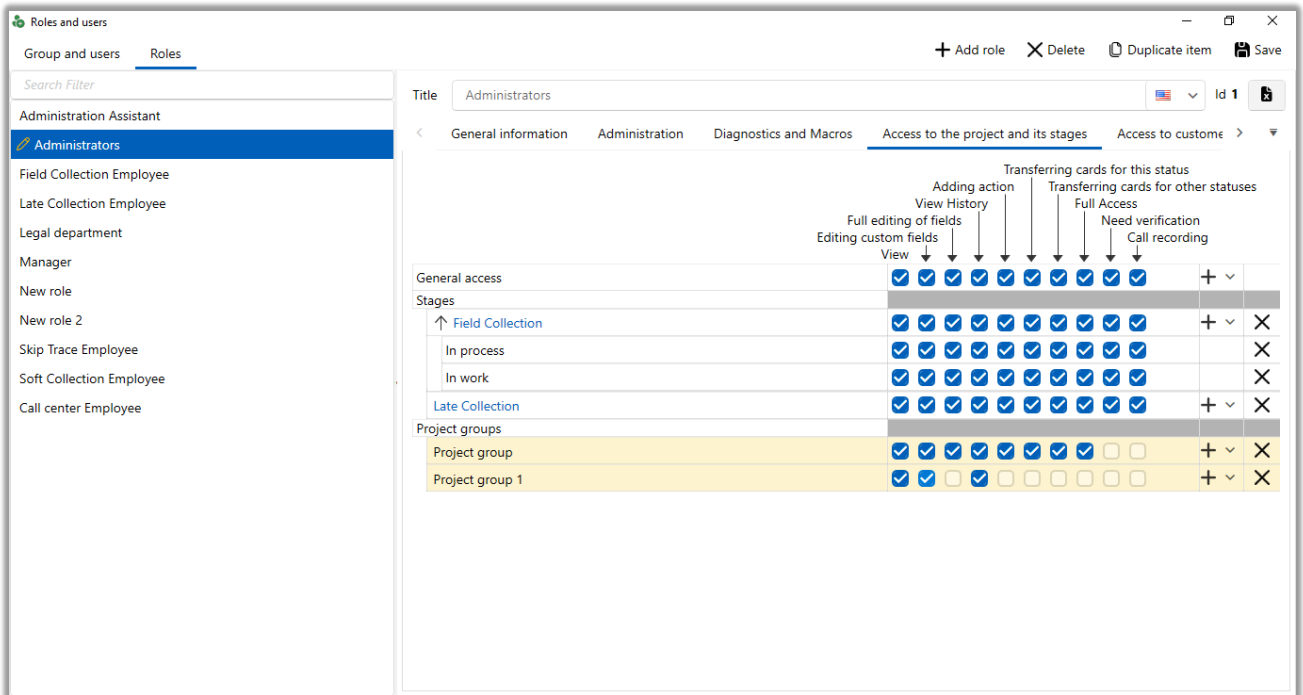 Roles and users
Group and users Roles
Add role Delete Duplicate item Save
Search Filter
Administration Assistant
Administrators
Field Collection Employee
Late Collection Employee
Legal department
Manager
New role
New role 2
Skip Trace Employee
Soft Collection Employee
Call center Employee
Title Administrators Id 1
General information Administration Diagnostics and Macros Access to the project and its stages Access to custome
Transferring cards for this status
Adding action Transferring cards for other statuses
View History Full Access
Full editing of fields Need verification
Editing custom fields Call recording
View
General access
Stages
Field Collection
In process
In work
Late Collection
Project groups
Project group
Project group 1